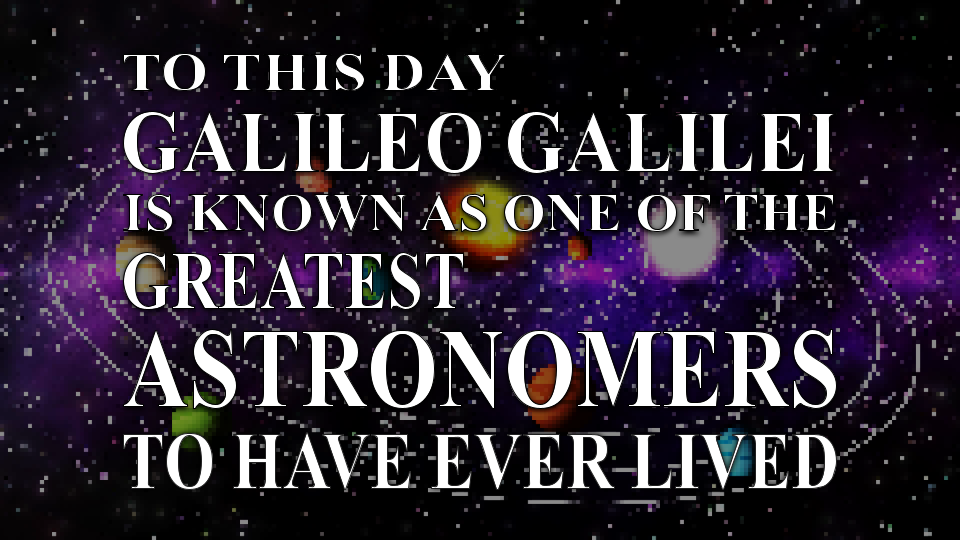 TO THIS DAY
GALILEO GALILEI
IS KNOWN AS ONE OF THE
GREATEST
ASTRONOMERS
TO HAVE EVER LIVED